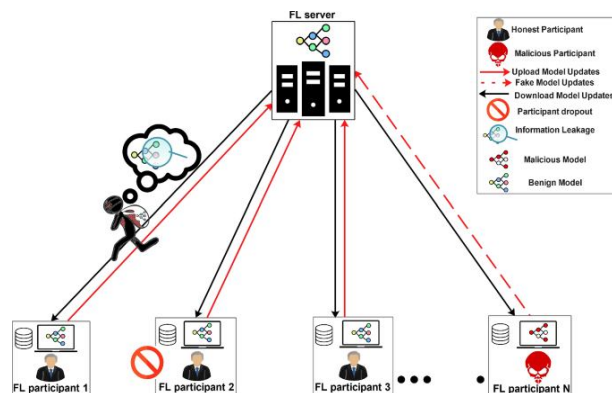 FL server
Honest Participant
Malicious Participant
Upload Model Updates
Fake Model Updates
Download Model Updates
Participant dropout
Information Leakage
Malicious Model
Benign Model
FL participant 1
FL participant 2
FL participant 3
FL participant N